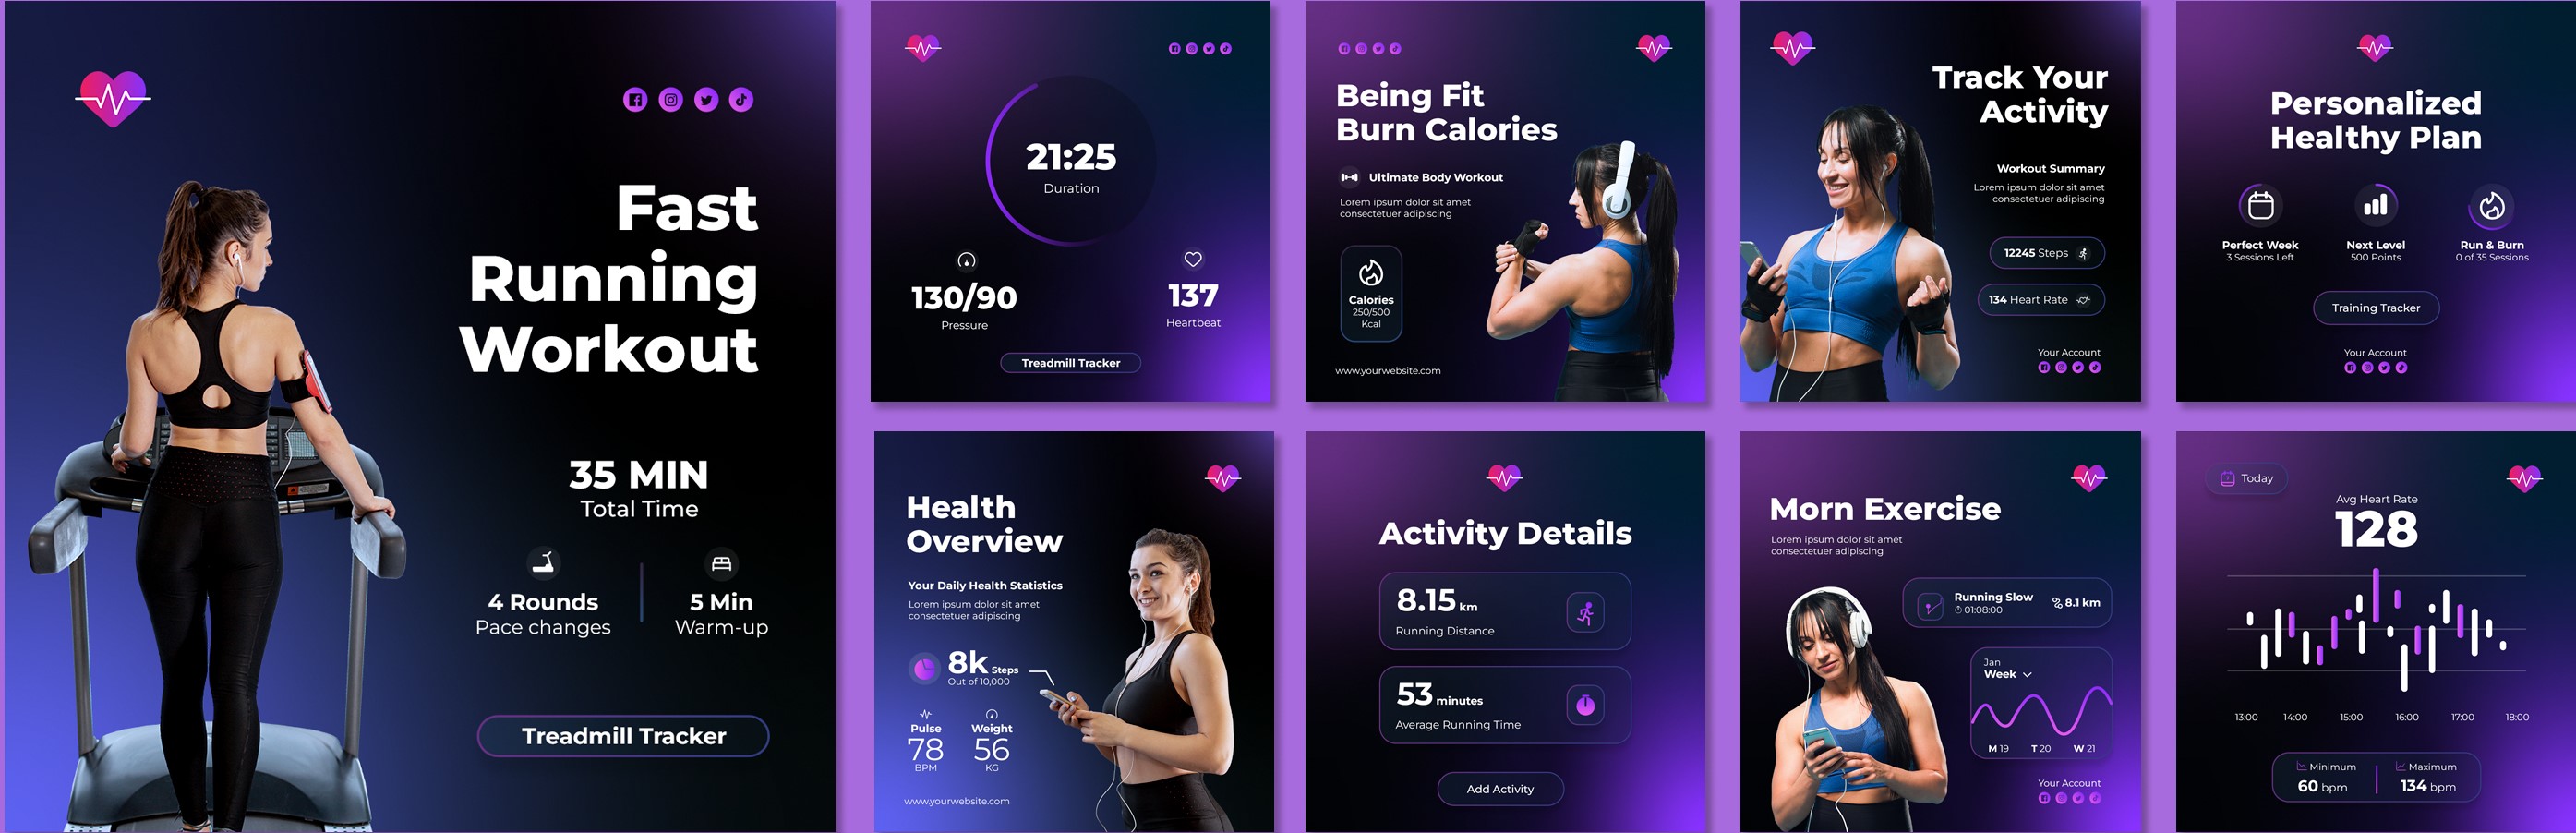 Fast
Running
Workout
35 MIN
Total Time
4 Rounds
Pace changes
5 Min
Warm-up
Treadmill Tracker
21:25
Duration
130/90
Pressure
137
Heartbeat
Treadmill Tracker
Being Fit
Burn Calories
Ultimate Body Workout
Lorem ipsum dolor sit amet
consectetuer adipiscing
Calories
250/500
Kcal
www.yourwebsite.com
Track Your
Activity
Workout Summary
Lorem ipsum dolor sit amet
consectetuer adipiscing
12245 Steps
134 Heart Rate
Your Account
Personalized
Healthy Plan
Perfect Week
3 Sessions Left
Next Level
500 Points
Run & Burn
0 of 35 Sessions
Training Tracker
Your Account
Health
Overview
Your Daily Health Statistics
Lorem ipsum dolor sit amet
consectetuer adipiscing
8k Steps
Out of 10,000
Pulse
78
BPM
Weight
56
KG
www.yourwebsite.com
Activity Details
8.15 km
Running Distance
53 minutes
Average Running Time
Add Activity
Morn Exercise
Lorem ipsum dolor sit amet
consectetuer adipiscing
Running Slow
01:08:00
8.1 km
Jan
Week
M 19 T 20 W 21
Your Account
Today
Avg Heart Rate
128
13:00 14:00 15:00 16:00 17:00 18:00
Minimum
60 bpm
Maximum
134 bpm